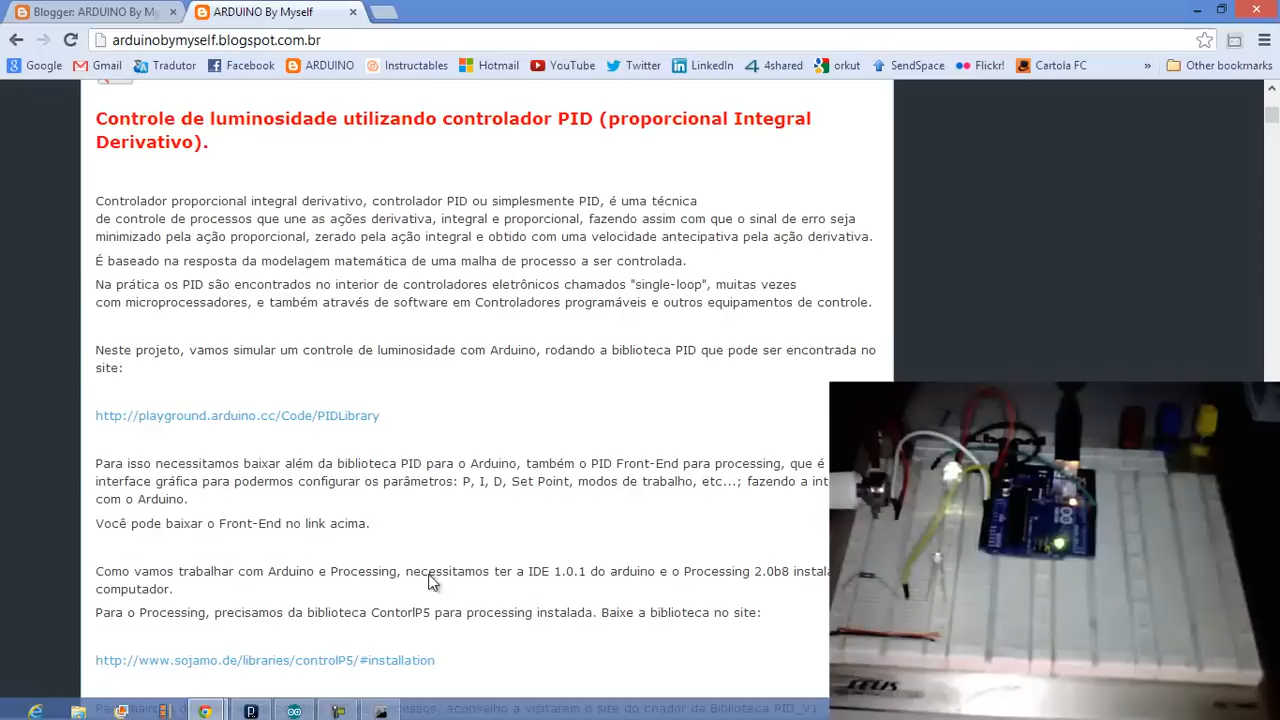 Blogger: ARDUINO By My
ARDUINO By Myself
arduinobymyself.blogspot.com.br
Google Gmail Tradutor Facebook ARDUINO Instructables Hotmail YouTube Twitter LinkedIn 4shared orkut SendSpace Flickr! Cartola FC » Other bookmarks
Controle de luminosidade utilizando controlador PID (proporcional Integral
Derivativo).
Controlador proporcional integral derivativo, controlador PID ou simplesmente PID, é uma técnica
de controle de processos que une as ações derivativa, integral e proporcional, fazendo assim com que o sinal de erro seja
minimizado pela ação proporcional, zerado pela ação integral e obtido com uma velocidade antecipativa pela ação derivativa.
É baseado na resposta da modelagem matemática de uma malha de processo a ser controlada.
Na prática os PID são encontrados no interior de controladores eletrônicos chamados "single-loop", muitas vezes
com microprocessadores, e também através de software em Controladores programáveis e outros equipamentos de controle.
Neste projeto, vamos simular um controle de luminosidade com Arduino, rodando a biblioteca PID que pode ser encontrada no
site:
http://playground.arduino.cc/Code/PIDLibrary
Para isso necessitamos baixar além da biblioteca PID para o Arduino, também o PID Front-End para processing, que é
interface gráfica para podermos configurar os parâmetros: P, I, D, Set Point, modos de trabalho, etc...; fazendo a int
com o Arduino.
Você pode baixar o Front-End no link acima.
Como vamos trabalhar com Arduino e Processing, necessitamos ter a IDE 1.0.1 do arduino e o Processing 2.0b8 instala
computador.
Para o Processing, precisamos da biblioteca ContorlP5 para processing instalada. Baixe a biblioteca no site:
http://www.sojamo.de/libraries/controlP5/#installation
aconselho a visitarem o site do criador da Biblioteca PID_V1